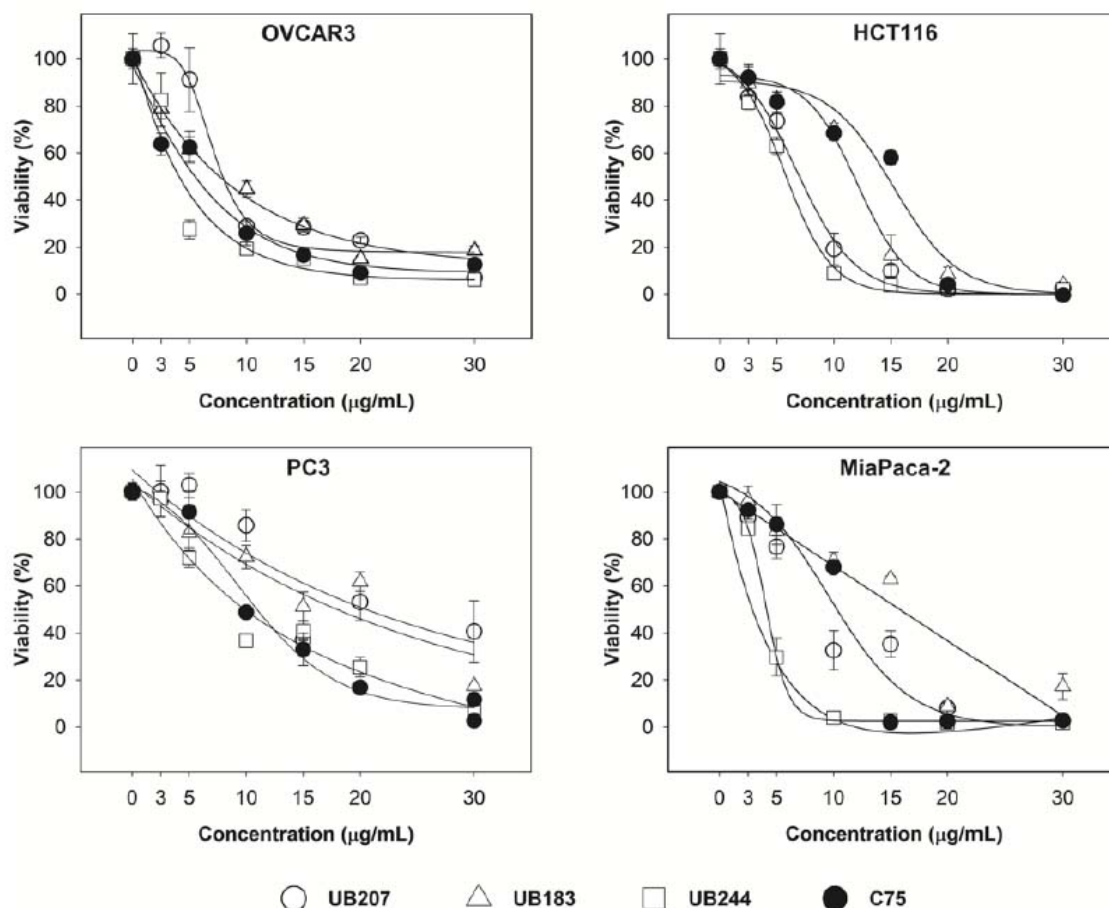 OVCAR3
Viability (%)
100
80
60
40
20
0
0 3 5 10 15 20 30
Concentration (μg/mL)
HCT116
Viability (%)
100
80
60
40
20
0
0 3 5 10 15 20 30
Concentration (μg/mL)
PC3
Viability (%)
100
80
60
40
20
0
0 3 5 10 15 20 30
Concentration (μg/mL)
MiaPaca-2
Viability (%)
100
80
60
40
20
0
0 3 5 10 15 20 30
Concentration (μg/mL)
UB207 UB183 UB244 C75